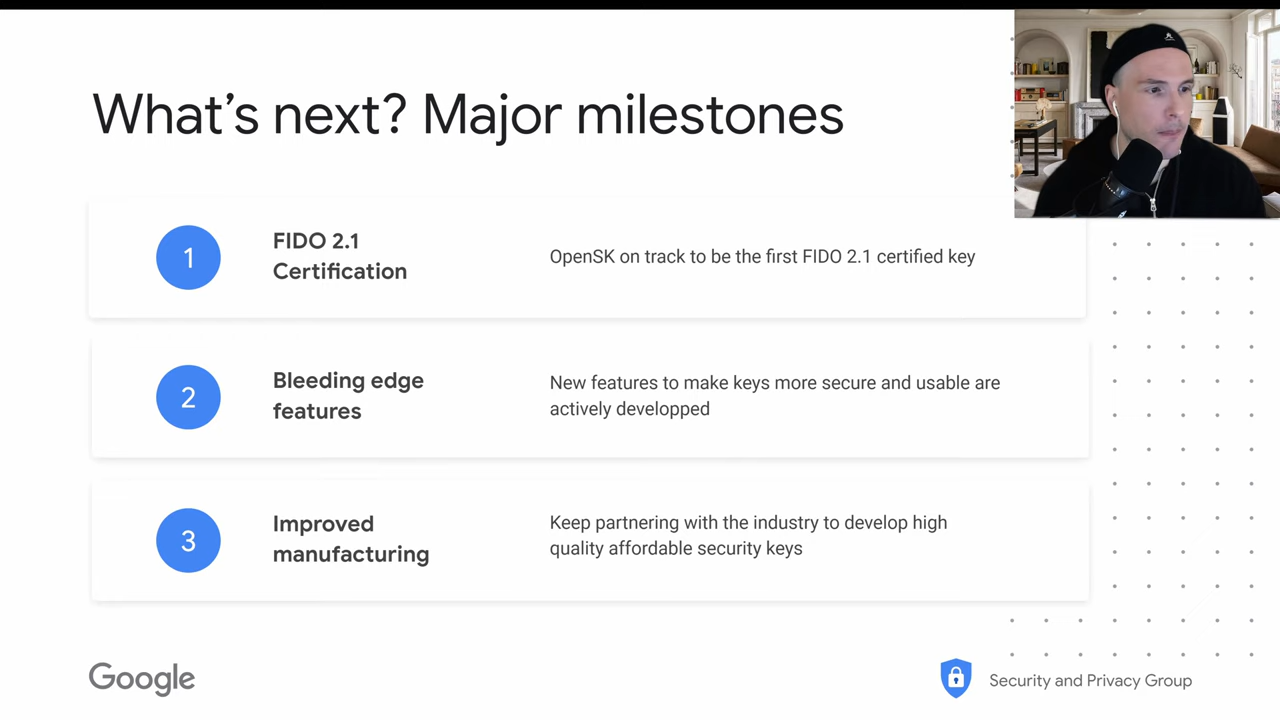 What's next? Major milestones
1
FIDO 2.1
Certification
OpenSK on track to be the first FIDO 2.1 certified key
2
Bleeding edge
features
New features to make keys more secure and usable are
actively developped
3
Improved
manufacturing
Keep partnering with the industry to develop high
quality affordable security keys
Google
Security and Privacy Group